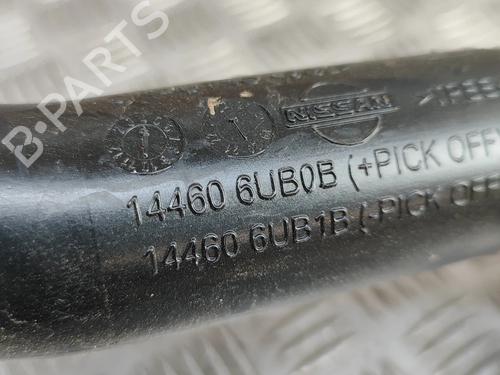 B-PARTS
NISSAN
14460 6UB0B (+PICK OFF)
14460 6UB1B (-PICK OFF